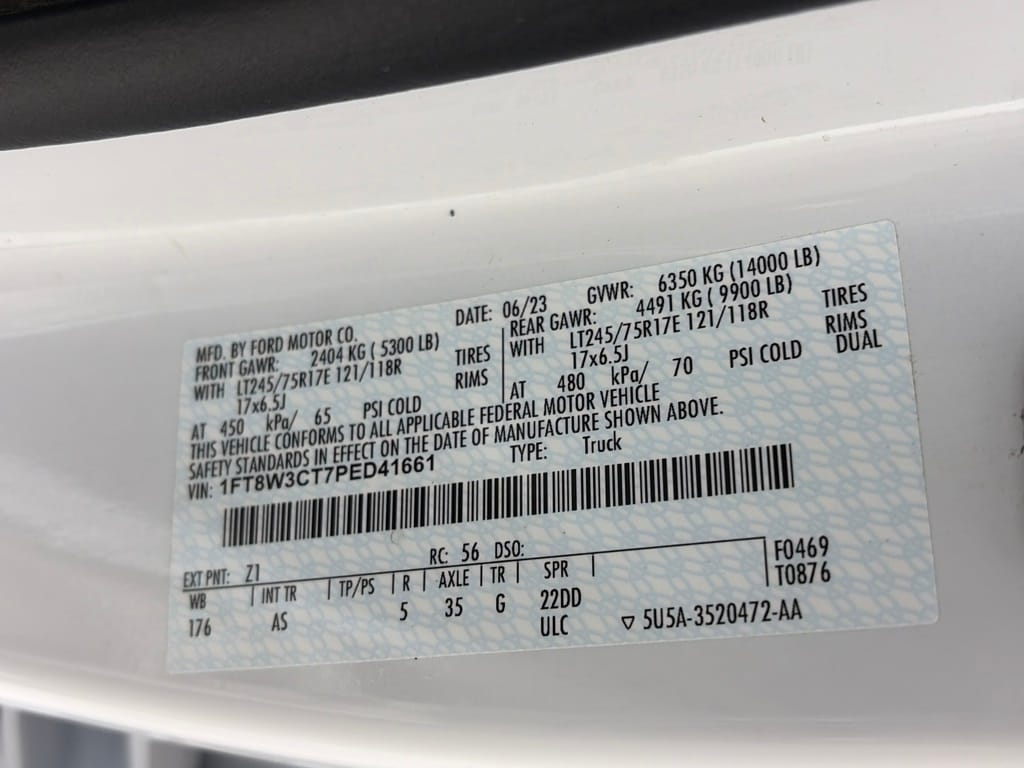 MFD. BY FORD MOTOR CO.
DATE: 06/23 GVWR: 6350 KG (14000 LB)
FRONT GAWR: 2404 KG ( 5300 LB)
REAR GAWR: 4491 KG ( 9900 LB)
WITH LT245/75R17E 121/118R TIRES
WITH LT245/75R17E 121/118R TIRES
17x6.5J RIMS
17x6.5J RIMS
AT 450 kPa/ 65 PSI COLD
AT 480 kPa/ 70 PSI COLD DUAL
THIS VEHICLE CONFORMS TO ALL APPLICABLE FEDERAL MOTOR VEHICLE
SAFETY STANDARDS IN EFFECT ON THE DATE OF MANUFACTURE SHOWN ABOVE.
VIN: 1FT8W3CT7PED41661 TYPE: Truck
EXT PNT: Z1 RC: 56 DSO:
WB INT TR TP/PS R AXLE TR SPR F0469
176 AS 5 35 G 22DD T0876
ULC ▽ 5U5A-3520472-AA